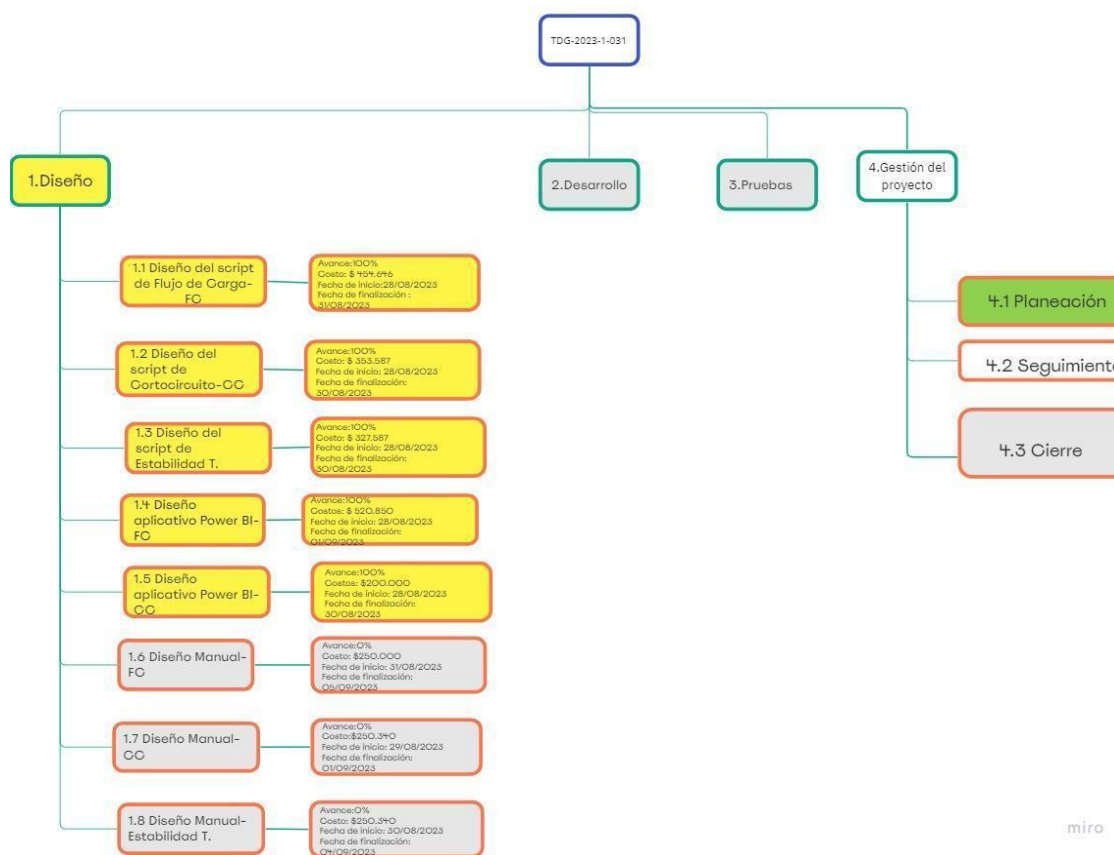 TDG-2023-1-031
1.Diseño
2.Desarrollo
3.Pruebas
4.Gestión del
proyecto
1.1 Diseño del script
de Flujo de Carga-
FC
Avance:100%
Costo: $ 454.646
Fecha de inicio:28/08/2023
Fecha de finalización :
31/08/2023
1.2 Diseño del
script de
Cortocircuito-CC
Avance:100%
Costo: $ 353.587
Fecha de inicio: 28/08/2023
Fecha de finalización:
30/08/2023
1.3 Diseño del
script de
Estabilidad T.
Avance:100%
Costo: $ 327.587
Fecha de inicio: 28/08/2023
Fecha de finalización:
30/08/2023
1.4 Diseño
aplicativo Power BI-
FC
Avance:100%
Costos: $ 520.850
Fecha de inicio: 28/08/2023
Fecha de finalización:
01/09/2023
1.5 Diseño
aplicativo Power BI-
CC
Avance:100%
Costos: $200.000
Fecha de inicio: 28/08/2023
Fecha de finalización:
30/08/2023
1.6 Diseño Manual-
FC
Avance:0%
Costo: $250.000
Fecha de inicio: 31/08/2023
Fecha de finalización:
05/09/2023
1.7 Diseño Manual-
CC
Avance:0%
Costo:$250.340
Fecha de inicio: 29/08/2023
Fecha de finalización:
01/09/2023
1.8 Diseño Manual-
Estabilidad T.
Avance:0%
Costo: $250.340
Fecha de inicio: 30/08/2023
Fecha de finalización:
04/09/2023
4.1 Planeación
4.2 Seguimiento
4.3 Cierre
miro